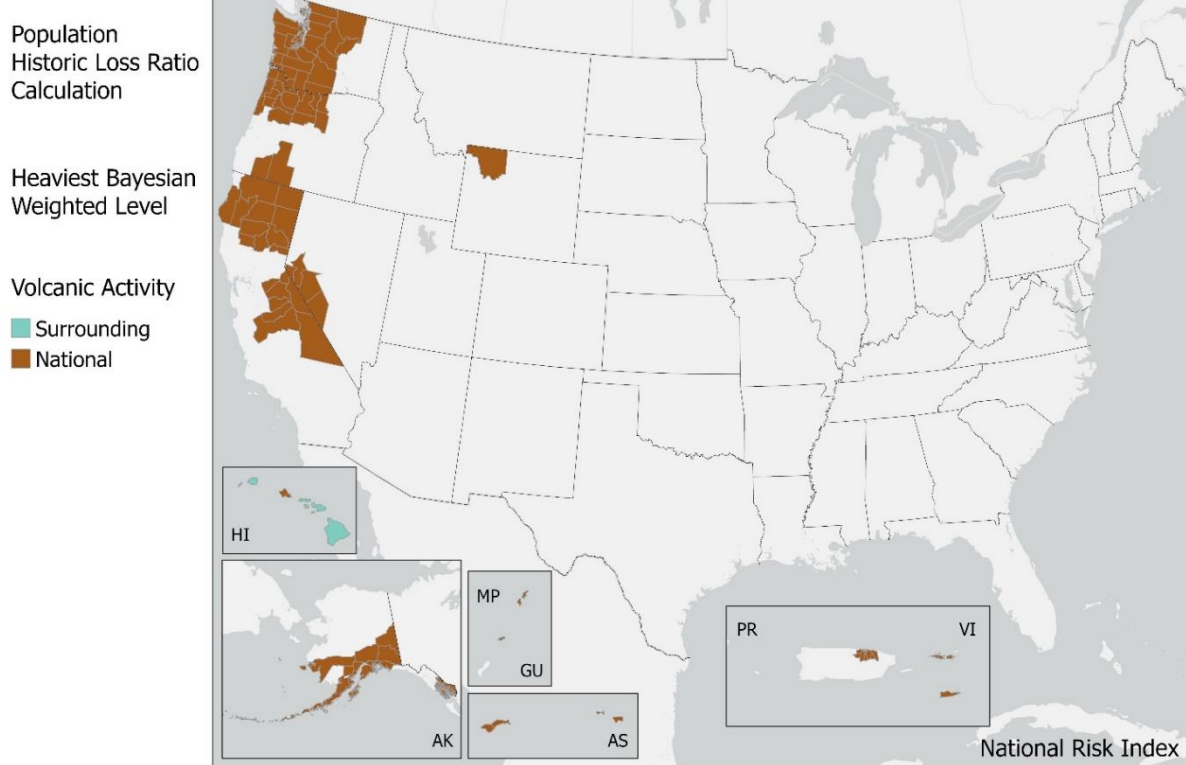 Population
Historic Loss Ratio
Calculation
Heaviest Bayesian
Weighted Level
Volcanic Activity
Surrounding
National
HI
AK
MP
GU
AS
PR
VI
National Risk Index